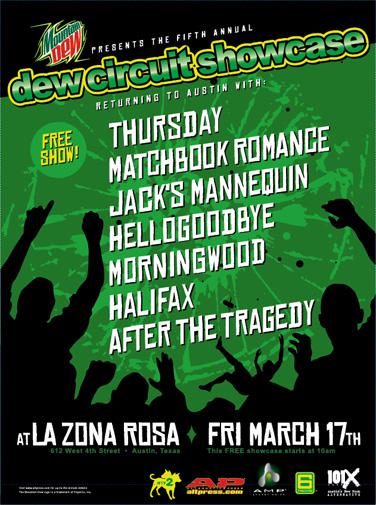 Mountain
DEW
PRESENTS THE FIFTH ANNUAL
dew circuit showcase
RETURNING TO AUSTIN WITH:
FREE
SHOW!
THURSDAY
MATCHBOOK ROMANCE
JACK'S MANNEQUIN
HELLOGOODBYE
MORNINGWOOD
HALIFAX
AFTER THE TRAGEDY
AT LA ZONA ROSA ♦ FRI MARCH 17TH
612 West 4th Street • Austin, Texas
This FREE showcase starts at 10am
2
AP
altpress.com
AMP
6
101X